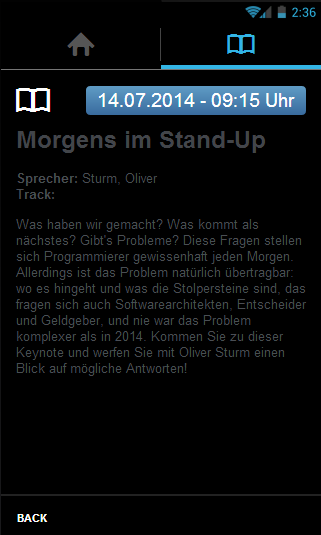 2:36
14.07.2014 - 09:15 Uhr
Morgens im Stand-Up
Sprecher: Sturm, Oliver
Track:
Was haben wir gemacht? Was kommt als
nächstes? Gibt's Probleme? Diese Fragen stellen
sich Programmierer gewissenhaft jeden Morgen.
Allerdings ist das Problem natürlich übertragbar:
wo es hingeht und was die Stolpersteine sind, das
fragen sich auch Softwarearchitekten, Entscheider
und Geldgeber, und nie war das Problem
komplexer als in 2014. Kommen Sie zu dieser
Keynote und werfen Sie mit Oliver Sturm einen
Blick auf mögliche Antworten!
BACK